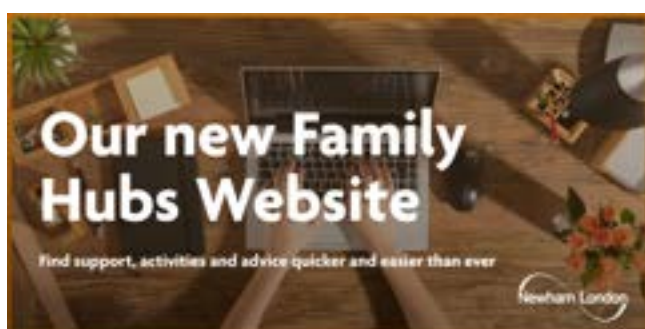 Our new Family
Hubs Website
Find support, activities and advice quicker and easier than ever
Newham London